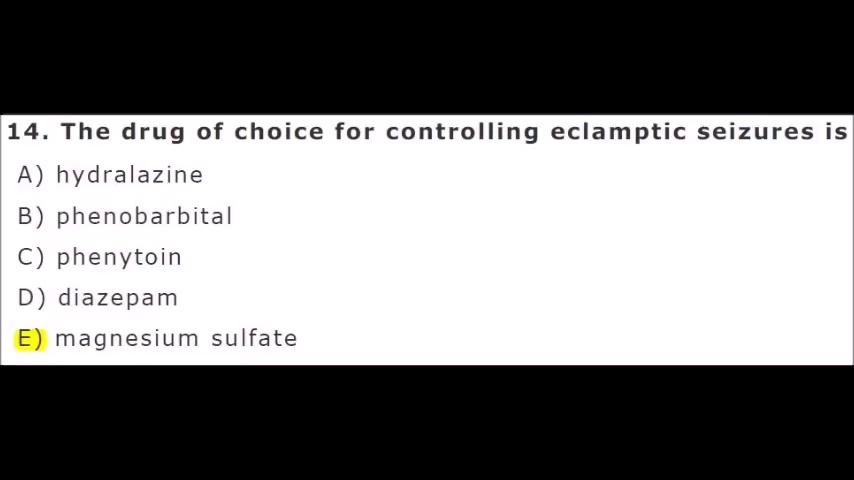 14. The drug of choice for controlling eclamptic seizures is
A) hydralazine
B) phenobarbital
C) phenytoin
D) diazepam
E) magnesium sulfate